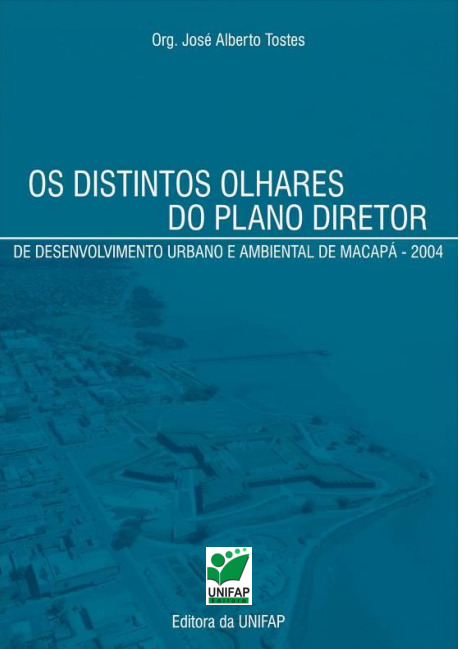 Org. José Alberto Tostes
OS DISTINTOS OLHARES
DO PLANO DIRETOR
DE DESENVOLVIMENTO URBANO E AMBIENTAL DE MACAPÁ - 2004
UNIFAP
Editora
Editora da UNIFAP